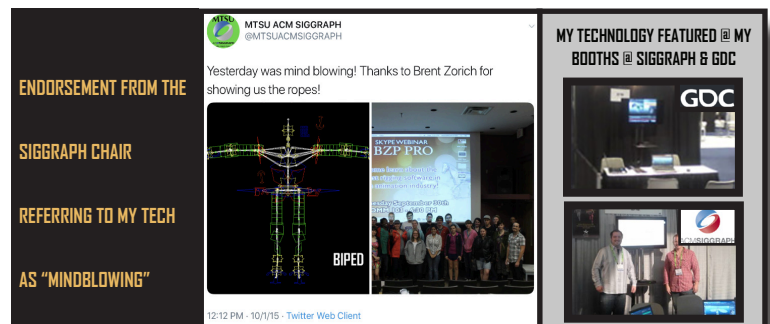 ENDORSEMENT FROM THE
SIGGRAPH CHAIR
REFERRING TO MY TECH
AS “MINDBLOWING”
MTSU
MTSU ACM SIGGRAPH
@MTSUACMSIGGRAPH
Yesterday was mind blowing! Thanks to Brent Zorich for
showing us the ropes!
BIPED
SKYPE WEBINAR
BZP PRO
12:12 PM · 10/1/15 · Twitter Web Client
MY TECHNOLOGY FEATURED @ MY
BOOTHS @ SIGGRAPH & GDC
GDC
ACMSIGGRAPH